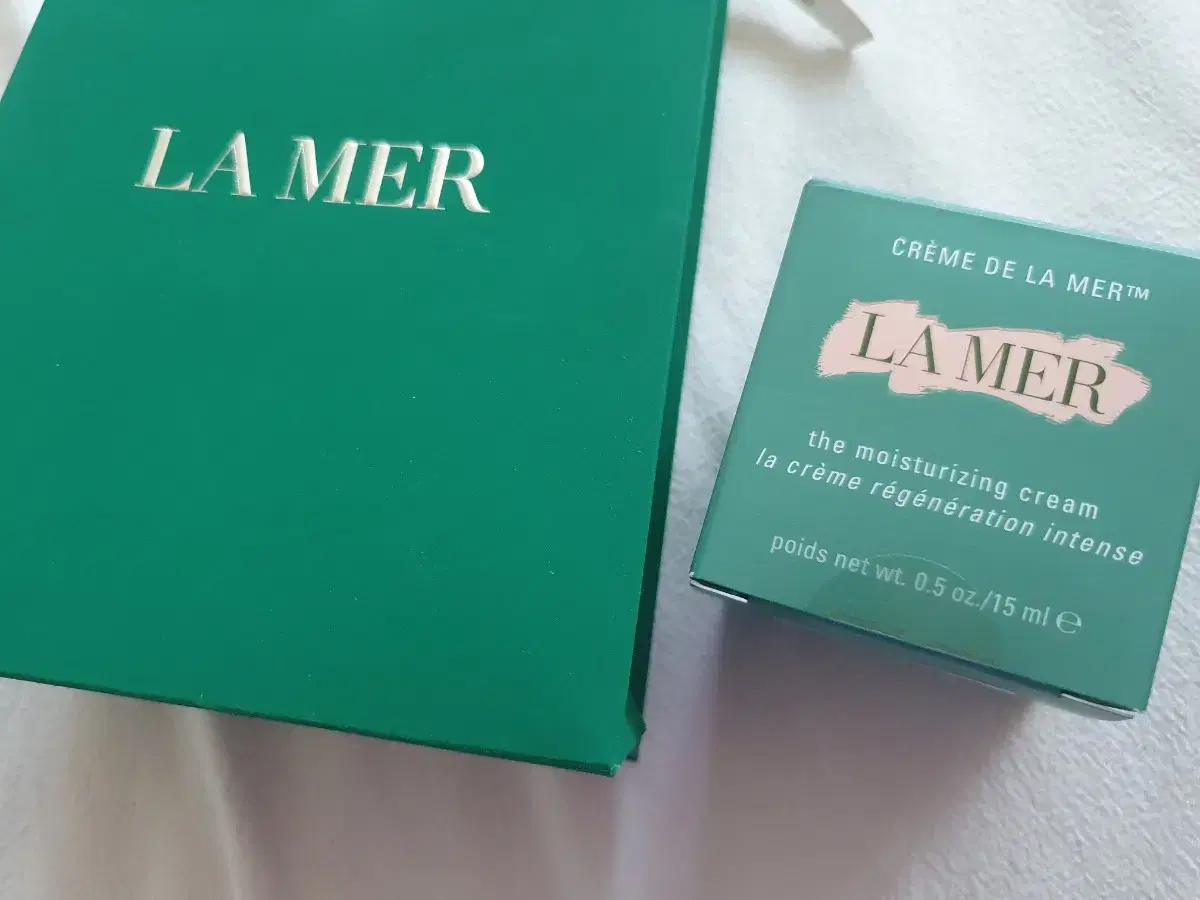 LA MER
CRÈME DE LA MER™
LA MER
the moisturizing cream
la crème régénération intense
poids net wt. 0.5 oz./15 ml ℮